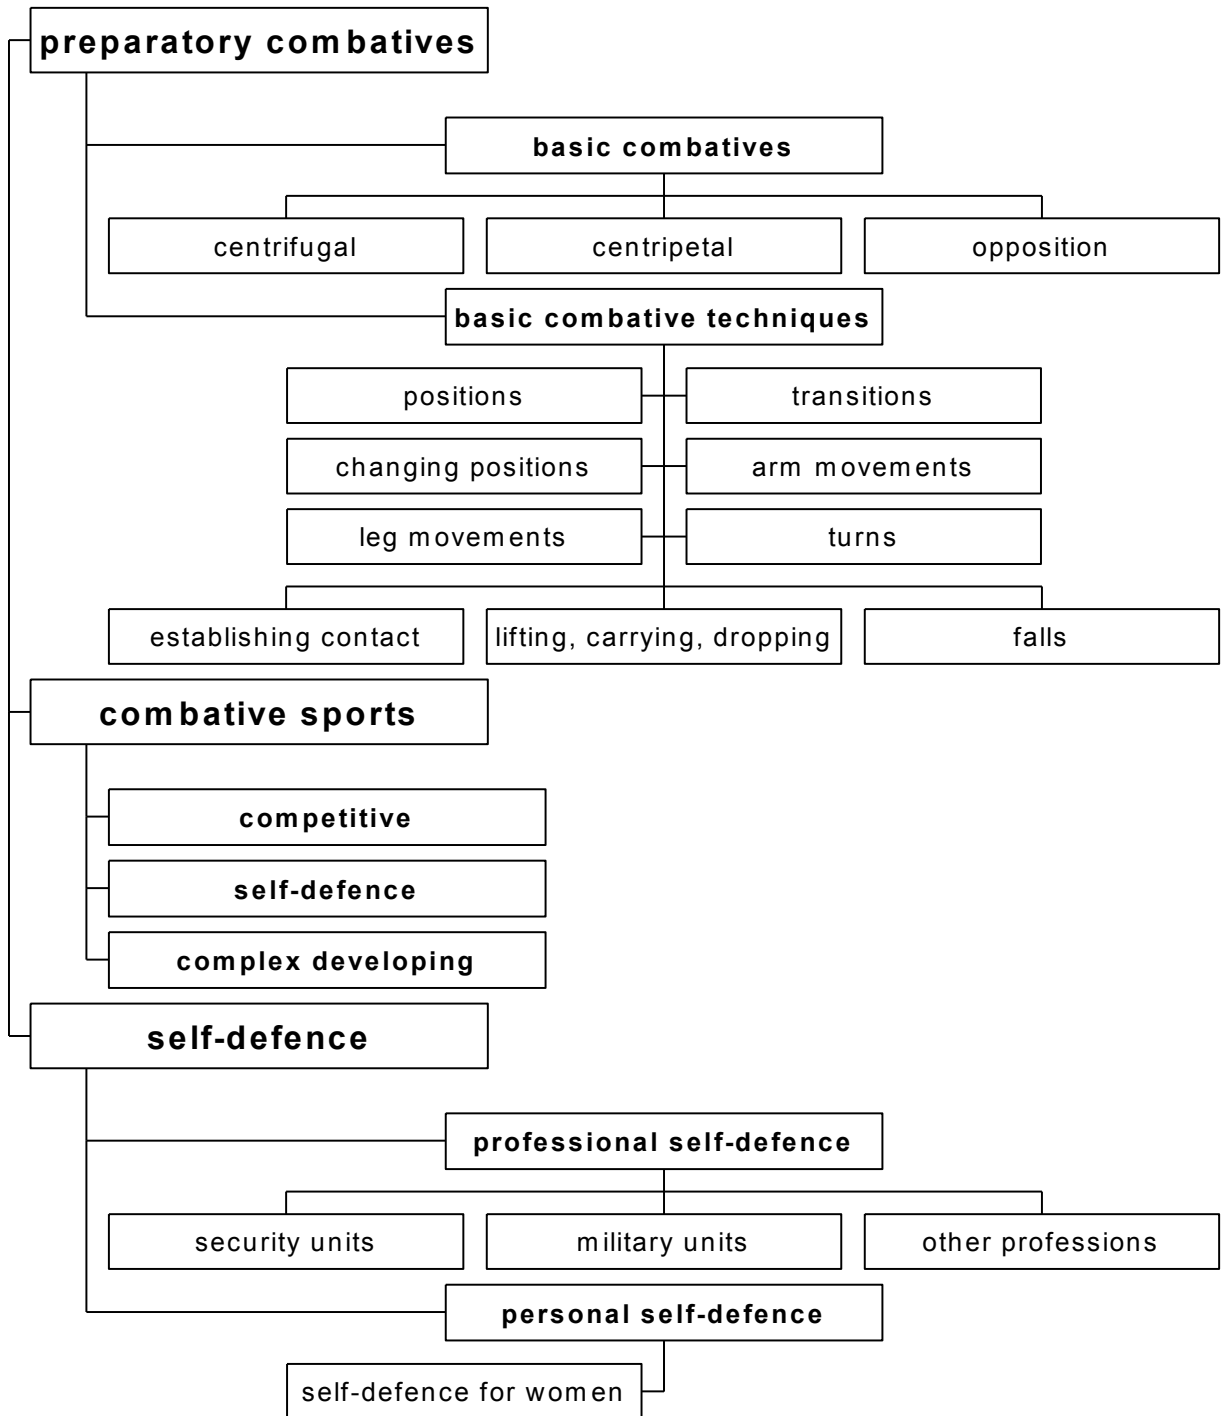 preparatory combatives
basic combatives
centrifugal
centripetal
opposition
basic combative techniques
positions
transitions
changing positions
arm movements
leg movements
turns
establishing contact
lifting, carrying, dropping
falls
combative sports
competitive
self-defence
complex developing
self-defence
professional self-defence
security units
military units
other professions
personal self-defence
self-defence for women